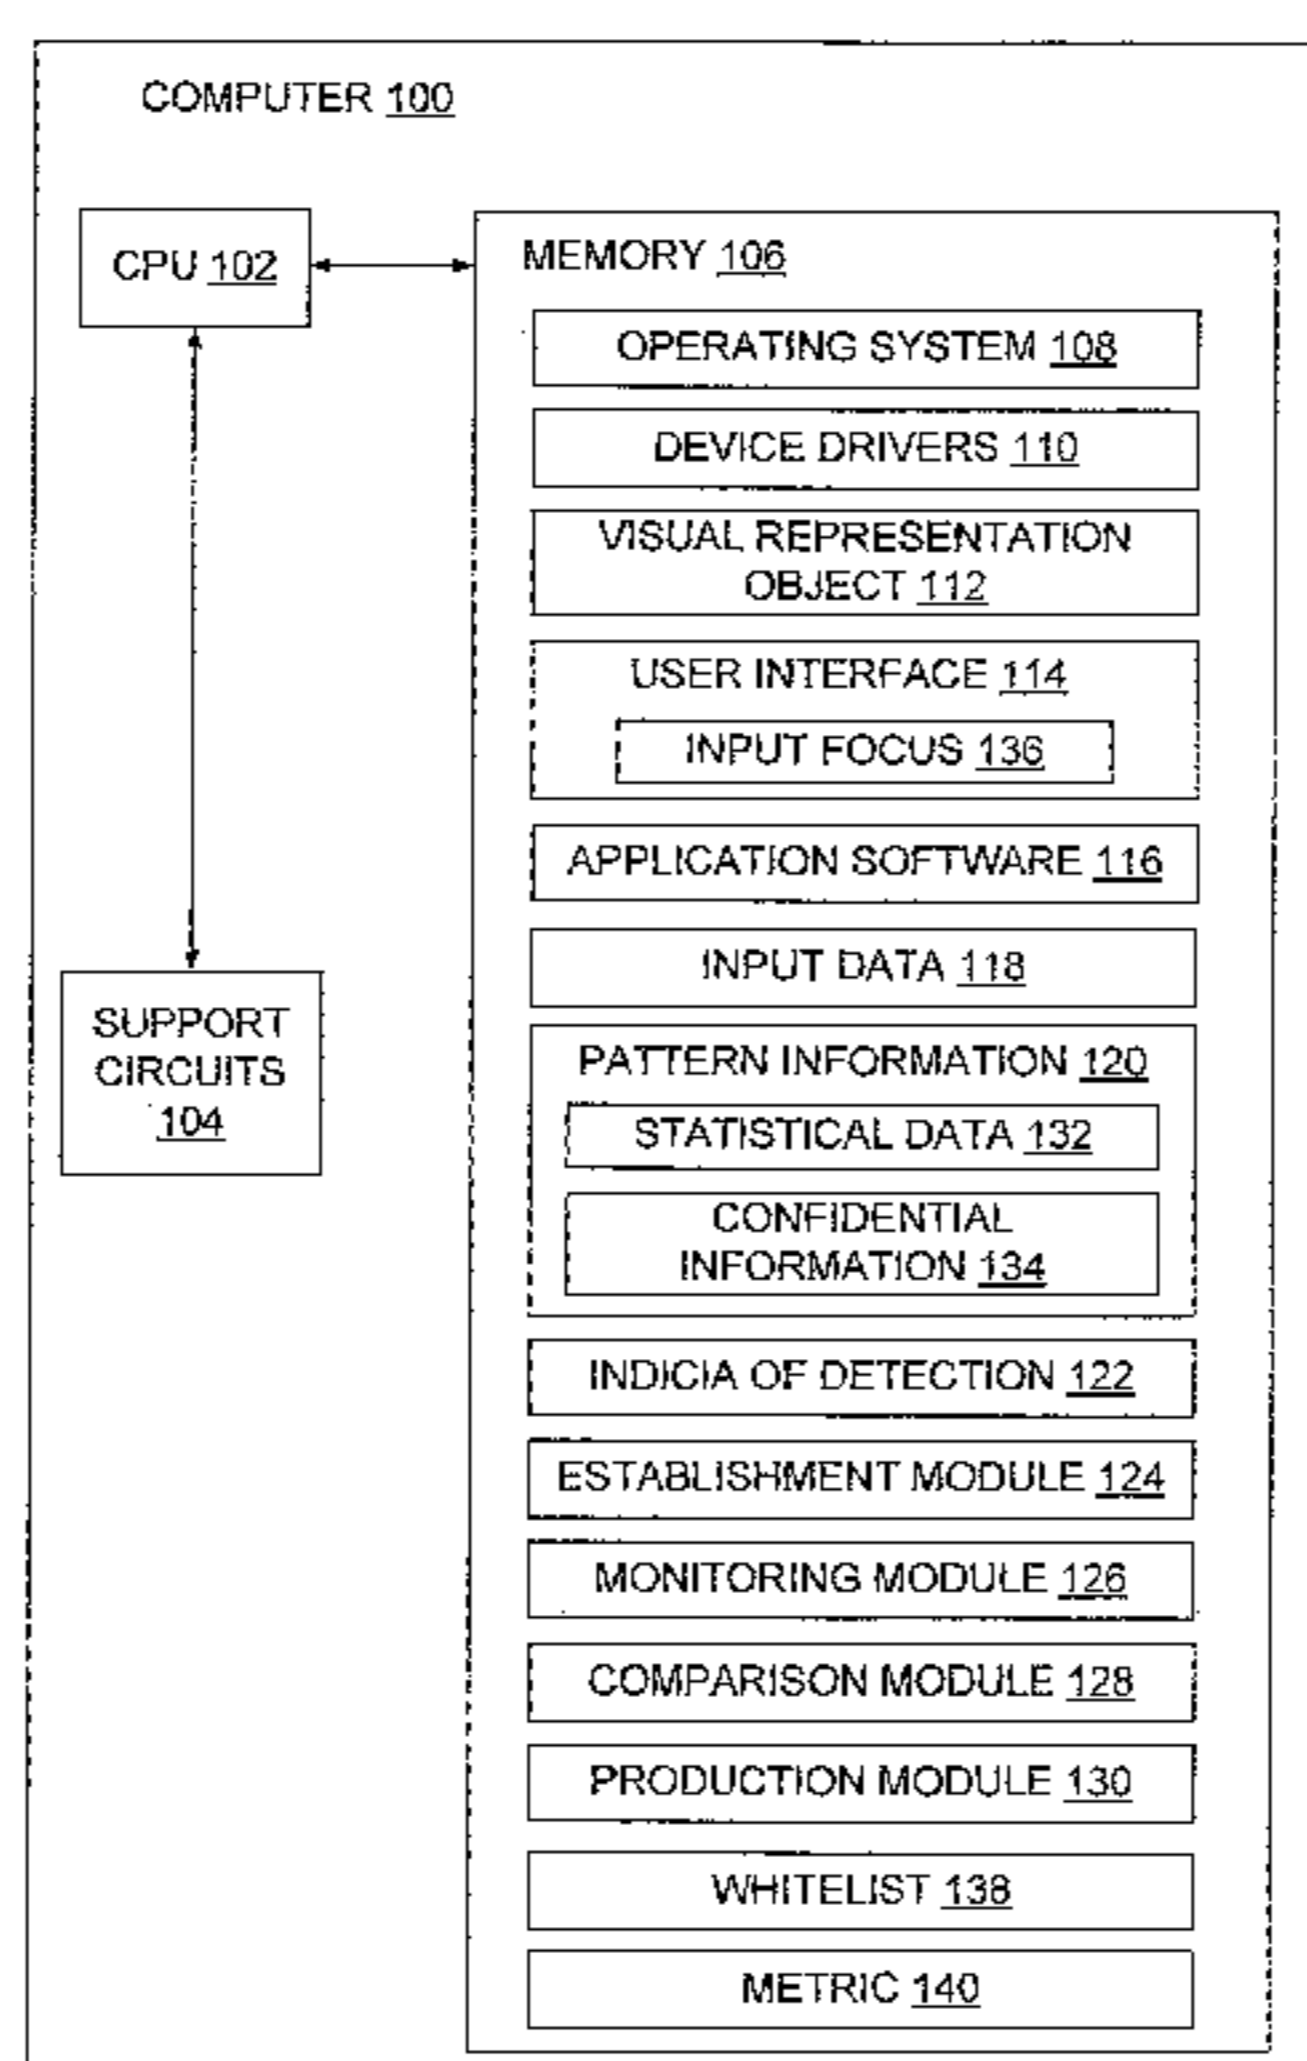 COMPUTER 100
CPU 102
MEMORY 106
OPERATING SYSTEM 108
DEVICE DRIVERS 110
VISUAL REPRESENTATION
OBJECT 112
USER INTERFACE 114
INPUT FOCUS 136
APPLICATION SOFTWARE 116
INPUT DATA 118
SUPPORT
CIRCUITS
104
PATTERN INFORMATION 120
STATISTICAL DATA 132
CONFIDENTIAL
INFORMATION 134
INDICIA OF DETECTION 122
ESTABLISHMENT MODULE 124
MONITORING MODULE 126
COMPARISON MODULE 128
PRODUCTION MODULE 130
WHITELIST 138
METRIC 140